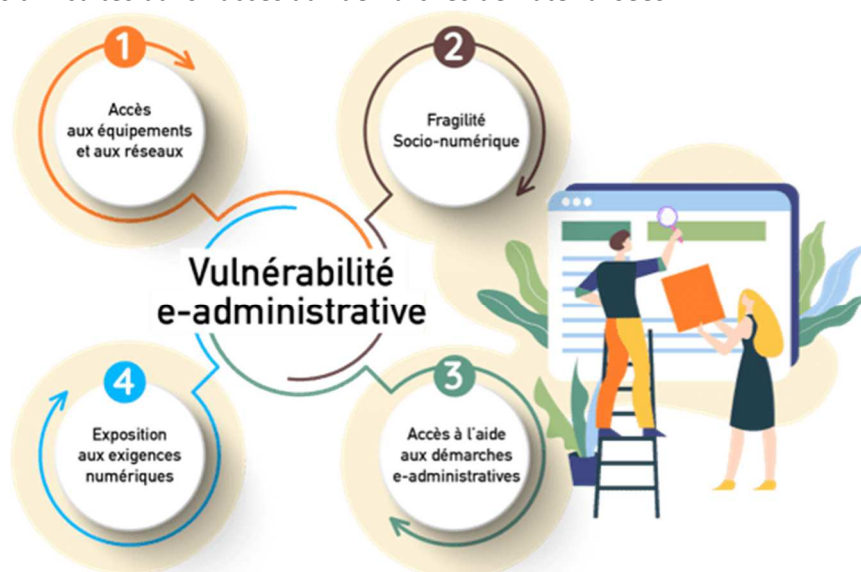 1
Accès
aux équipements
et aux réseaux
2
Fragilité
Socio-numérique
Vulnérabilité
e-administrative
3
Accès à l'aide
aux démarches
e-administratives
4
Exposition
aux exigences
numériques